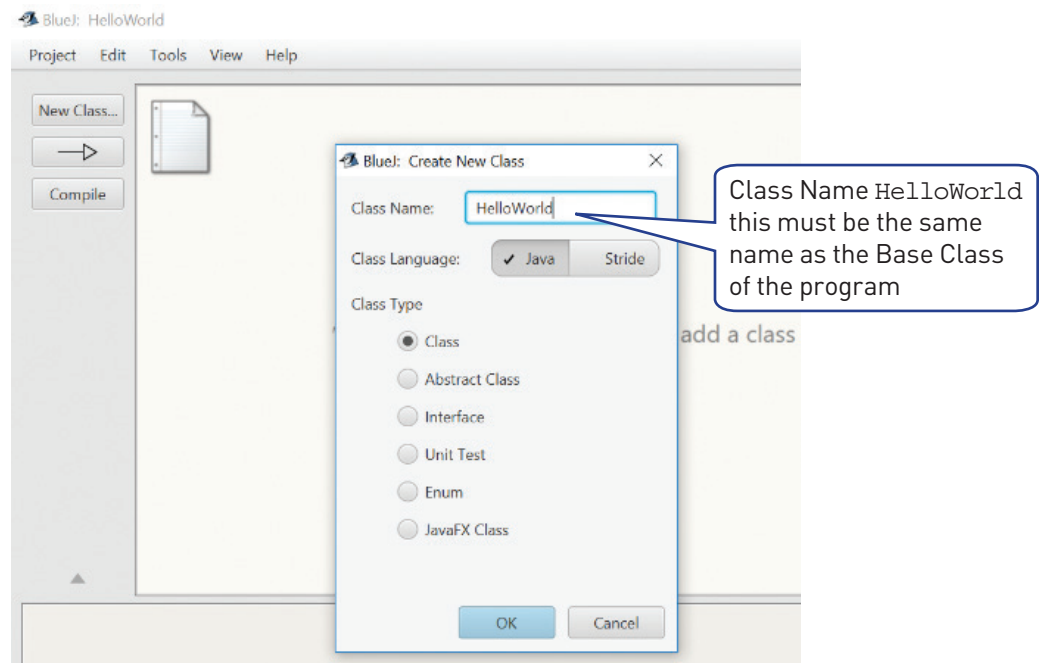 BlueJ: HelloWorld
Project Edit Tools View Help
New Class...
Compile
BlueJ: Create New Class
Class Name: HelloWorld
Class Language: Java Stride
Class Type
Class
Abstract Class
Interface
Unit Test
Enum
JavaFX Class
OK Cancel
add a class
Class Name HelloWorld
this must be the same
name as the Base Class
of the program